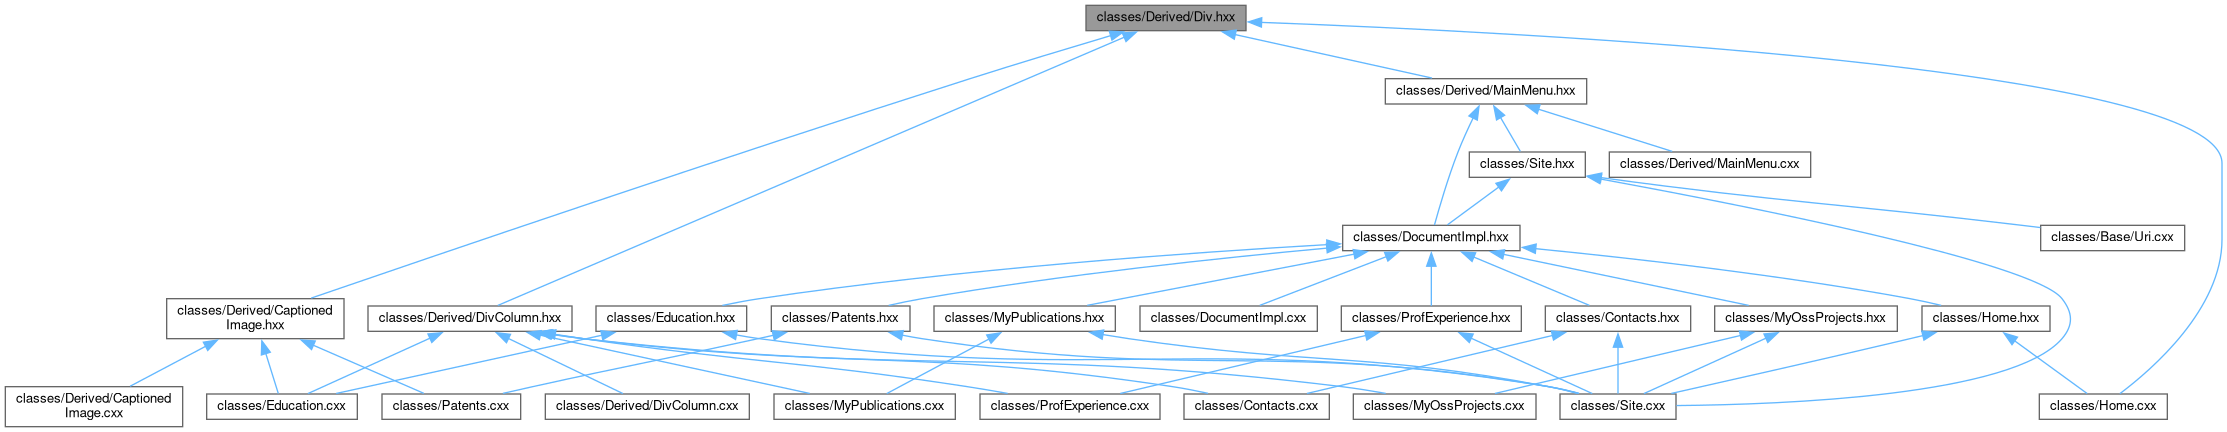 classes/Derived/Div.hxx
classes/Derived/MainMenu.hxx
classes/Site.hxx
classes/Derived/MainMenu.cxx
classes/DocumentImpl.hxx
classes/Base/Uri.cxx
classes/Derived/Captioned
Image.hxx
classes/Derived/DivColumn.hxx
classes/Education.hxx
classes/Patents.hxx
classes/MyPublications.hxx
classes/DocumentImpl.cxx
classes/ProfExperience.hxx
classes/Contacts.hxx
classes/MyOssProjects.hxx
classes/Home.hxx
classes/Derived/Captioned
Image.cxx
classes/Education.cxx
classes/Patents.cxx
classes/Derived/DivColumn.cxx
classes/MyPublications.cxx
classes/ProfExperience.cxx
classes/Contacts.cxx
classes/MyOssProjects.cxx
classes/Site.cxx
classes/Home.cxx